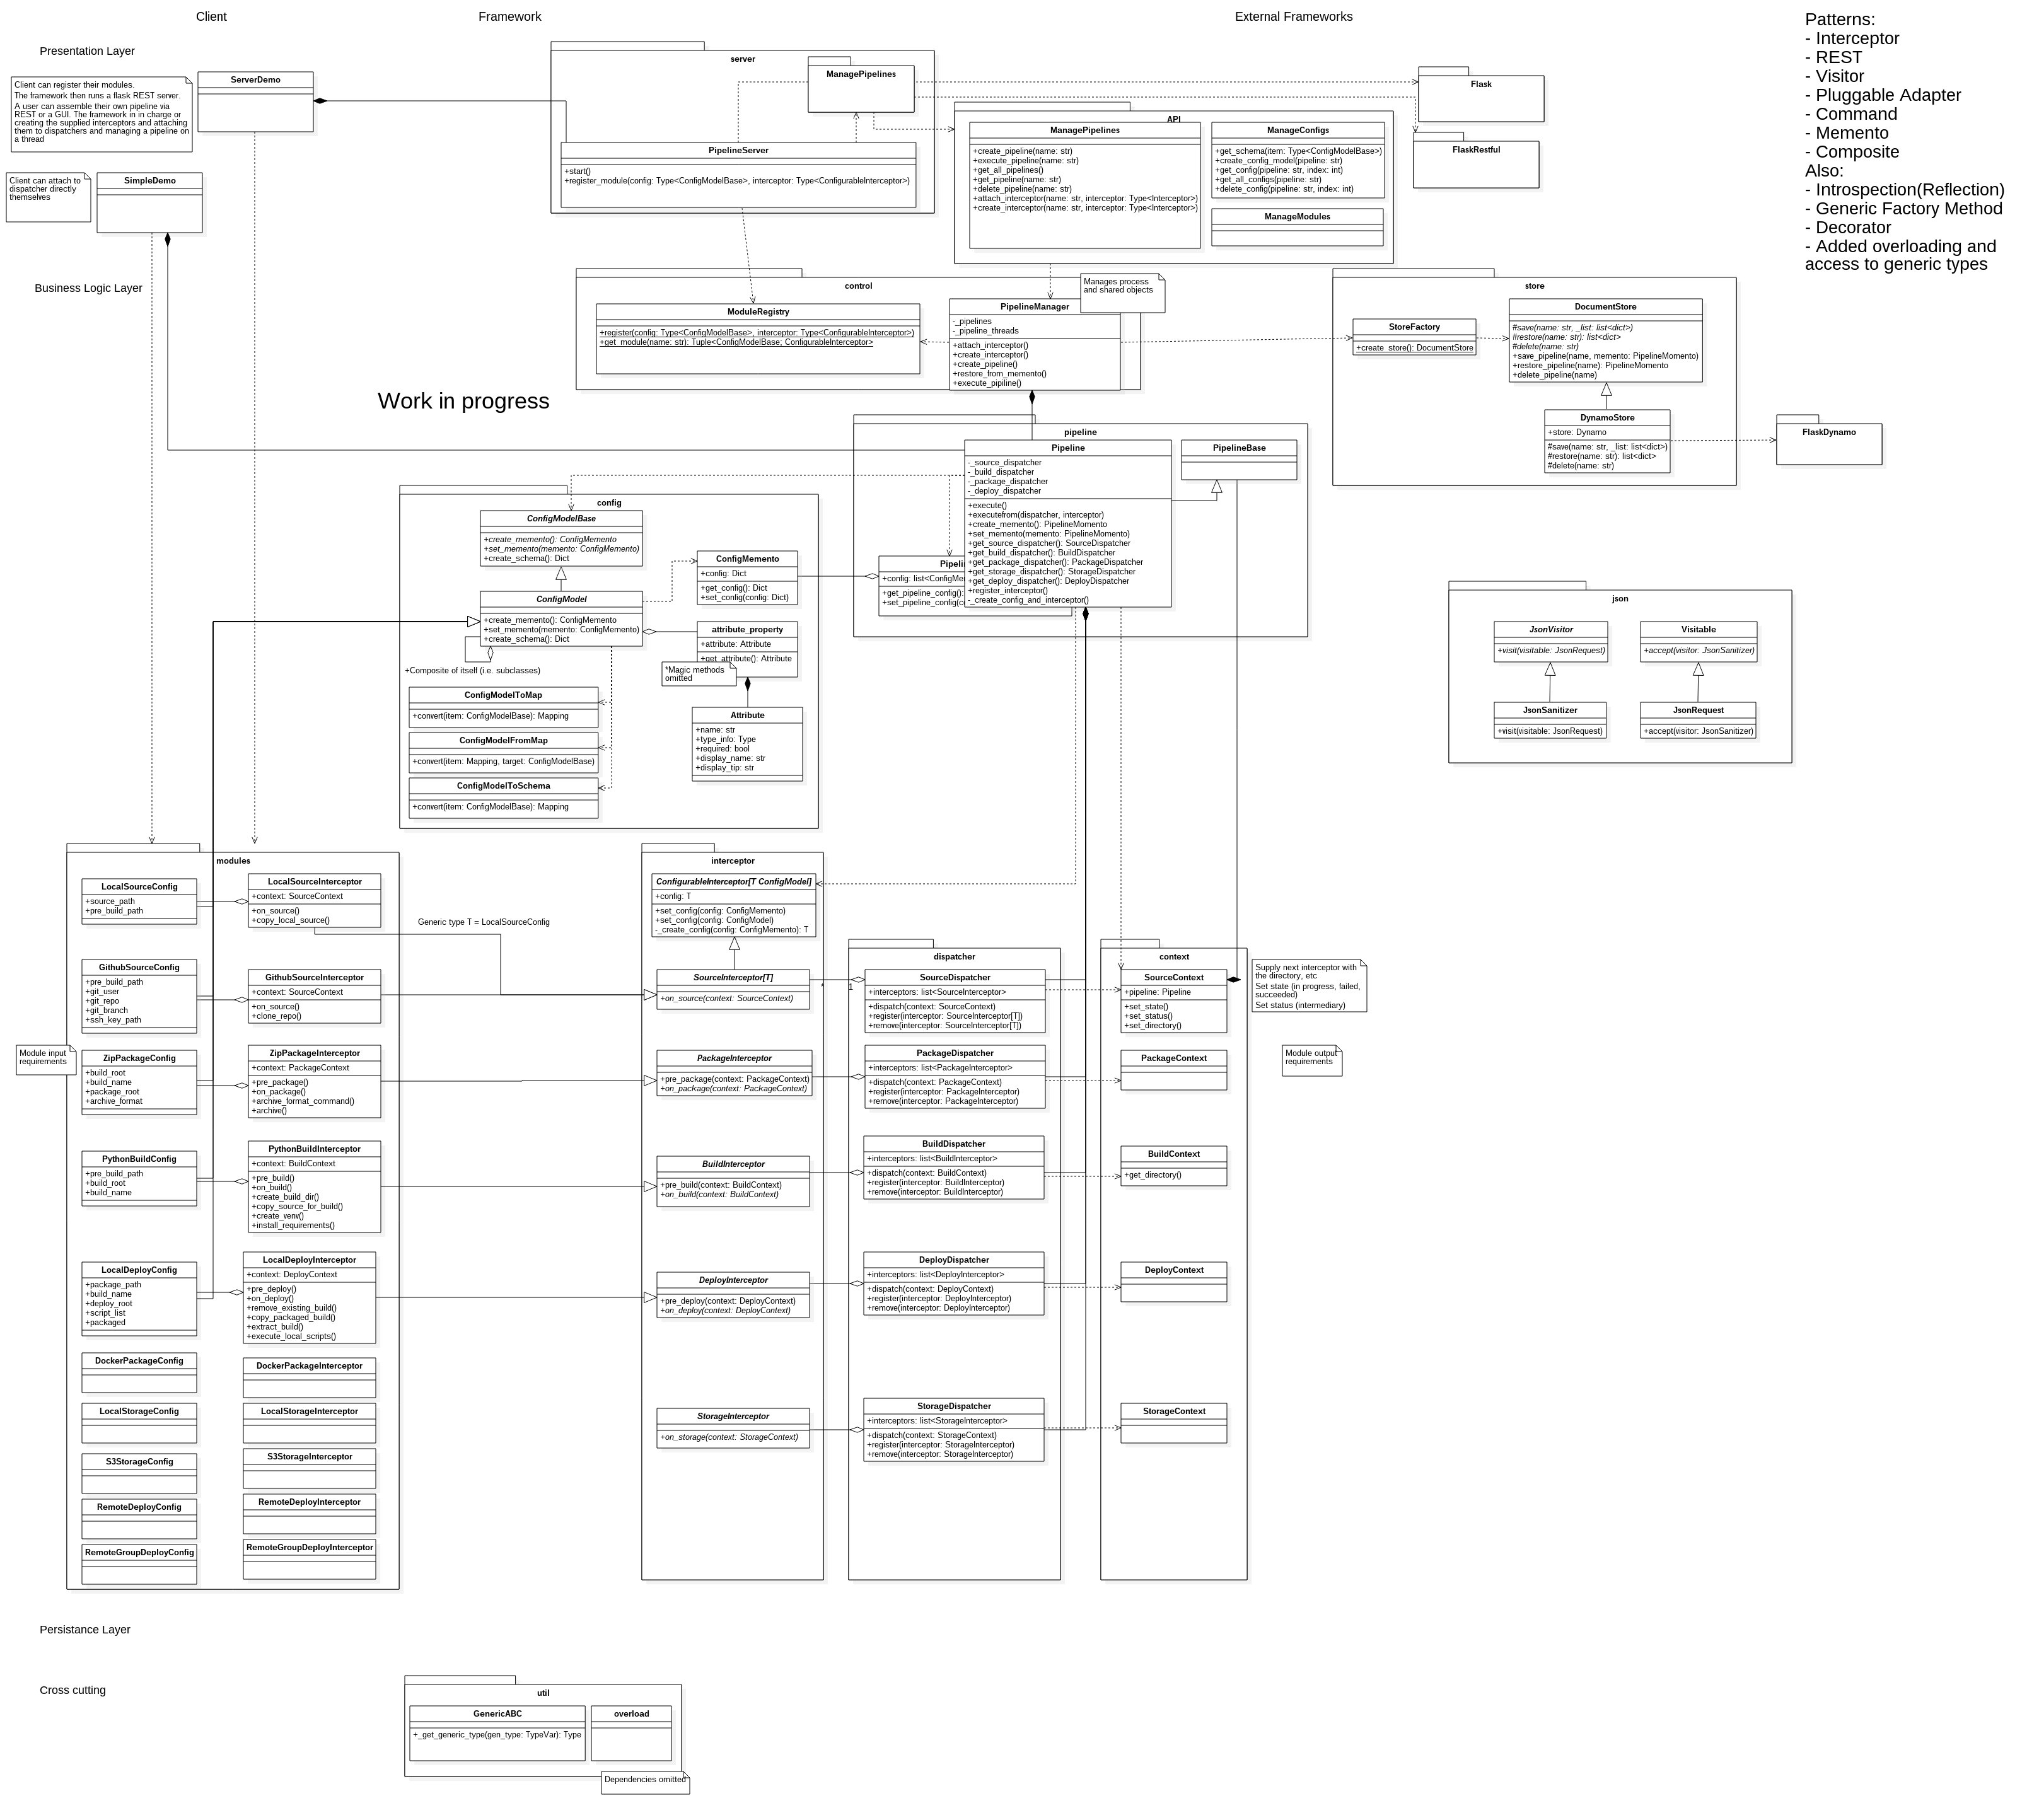 Client
Framework
External Frameworks
Patterns:
- Interceptor
- REST
- Visitor
- Pluggable Adapter
- Command
- Memento
- Composite
Also:
- Introspection(Reflection)
- Generic Factory Method
- Decorator
- Added overloading and
access to generic types
Presentation Layer
Client can register their modules.
The framework then runs a flask REST server.
A user can assemble their own pipeline via
REST or a GUI. The framework in in charge or
creating the supplied interceptors and attaching
them to dispatchers and managing a pipeline on
a thread
ServerDemo
Client can attach to
dispatcher directly
themselves
SimpleDemo
server
ManagePipelines
PipelineServer
+start()
+register_module(config: Type<ConfigModelBase>, interceptor: Type<ConfigurableInterceptor>)
API
ManagePipelines
+create_pipeline(name: str)
+execute_pipeline(name: str)
+get_all_pipelines()
+get_pipeline(name: str)
+delete_pipeline(name: str)
+attach_interceptor(name: str, interceptor: Type<Interceptor>)
+create_interceptor(name: str, interceptor: Type<Interceptor>)
ManageConfigs
+get_schema(item: Type<ConfigModelBase>)
+create_config_model(pipeline: str)
+get_config(pipeline: str, index: int)
+get_all_configs(pipeline: str)
+delete_config(pipeline: str, index: int)
ManageModules
Flask
FlaskRestful
Business Logic Layer
control
ModuleRegistry
+register(config: Type<ConfigModelBase>, interceptor: Type<ConfigurableInterceptor>)
+get_module(name: str): Tuple<ConfigModelBase; ConfigurableInterceptor>
PipelineManager
-_pipelines
-_pipeline_threads
+attach_interceptor()
+create_interceptor()
+create_pipeline()
+restore_from_memento()
+execute_pipiline()
Manages process
and shared objects
store
StoreFactory
+create_store(): DocumentStore
DocumentStore
#save(name: str, _list: list<dict>)
#restore(name: str): list<dict>
#delete(name: str)
+save_pipeline(name, memento: PipelineMomento)
+restore_pipeline(name): PipelineMomento
+delete_pipeline(name)
DynamoStore
+store: Dynamo
#save(name: str, _list: list<dict>)
#restore(name: str): list<dict>
#delete(name: str)
FlaskDynamo
Work in progress
pipeline
Pipeline
-_source_dispatcher
-_build_dispatcher
-_package_dispatcher
-_deploy_dispatcher
+execute()
+executefrom(dispatcher, interceptor)
+create_memento(): PipelineMomento
+set_memento(memento: PipelineMomento)
+get_source_dispatcher(): SourceDispatcher
+get_build_dispatcher(): BuildDispatcher
+get_package_dispatcher(): PackageDispatcher
+get_storage_dispatcher(): StorageDispatcher
+get_deploy_dispatcher(): DeployDispatcher
+register_interceptor()
-_create_config_and_interceptor()
PipelineBase
+config: list<ConfigMe
+get_pipeline_config():
+set_pipeline_config(c
config
ConfigModelBase
+create_memento(): ConfigMemento
+set_memento(memento: ConfigMemento)
+create_schema(): Dict
ConfigMemento
+config: Dict
+get_config(): Dict
+set_config(config: Dict)
ConfigModel
+create_memento(): ConfigMemento
+set_memento(memento: ConfigMemento)
+create_schema(): Dict
+Composite of itself (i.e. subclasses)
attribute_property
+attribute: Attribute
+get_attribute(): Attribute
*Magic methods
omitted
ConfigModelToMap
+convert(item: ConfigModelBase): Mapping
ConfigModelFromMap
+convert(item: Mapping, target: ConfigModelBase)
ConfigModelToSchema
+convert(item: ConfigModelBase): Mapping
Attribute
+name: str
+type_info: Type
+required: bool
+display_name: str
+display_tip: str
json
JsonVisitor
+visit(visitable: JsonRequest)
Visitable
+accept(visitor: JsonSanitizer)
JsonSanitizer
+visit(visitable: JsonRequest)
JsonRequest
+accept(visitor: JsonSanitizer)
modules
LocalSourceConfig
+source_path
+pre_build_path
LocalSourceInterceptor
+context: SourceContext
+on_source()
+copy_local_source()
Generic type T = LocalSourceConfig
GithubSourceConfig
+pre_build_path
+git_user
+git_repo
+git_branch
+ssh_key_path
GithubSourceInterceptor
+context: SourceContext
+on_source()
+clone_repo()
Module input
requirements
ZipPackageConfig
+build_root
+build_name
+package_root
+archive_format
ZipPackageInterceptor
+context: PackageContext
+pre_package()
+on_package()
+archive_format_command()
+archive()
PythonBuildConfig
+pre_build_path
+build_root
+build_name
PythonBuildInterceptor
+context: BuildContext
+pre_build()
+on_build()
+create_build_dir()
+copy_source_for_build()
+create_venv()
+install_requirements()
LocalDeployConfig
+package_path
+build_name
+deploy_root
+script_list
+packaged
LocalDeployInterceptor
+context: DeployContext
+pre_deploy()
+on_deploy()
+remove_existing_build()
+copy_packaged_build()
+extract_build()
+execute_local_scripts()
DockerPackageConfig
DockerPackageInterceptor
LocalStorageConfig
LocalStorageInterceptor
S3StorageConfig
S3StorageInterceptor
RemoteDeployConfig
RemoteDeployInterceptor
RemoteGroupDeployConfig
RemoteGroupDeployInterceptor
interceptor
ConfigurableInterceptor[T ConfigModel]
+config: T
+set_config(config: ConfigMemento)
+set_config(config: ConfigModel)
-_create_config(config: ConfigMemento): T
SourceInterceptor[T]
+on_source(context: SourceContext)
*
1
PackageInterceptor
+pre_package(context: PackageContext)
+on_package(context: PackageContext)
BuildInterceptor
+pre_build(context: BuildContext)
+on_build(context: BuildContext)
DeployInterceptor
+pre_deploy(context: DeployContext)
+on_deploy(context: DeployContext)
StorageInterceptor
+on_storage(context: StorageContext)
dispatcher
SourceDispatcher
+interceptors: list<SourceInterceptor>
+dispatch(context: SourceContext)
+register(interceptor: SourceInterceptor[T])
+remove(interceptor: SourceInterceptor[T])
PackageDispatcher
+interceptors: list<PackageInterceptor>
+dispatch(context: PackageContext)
+register(interceptor: PackageInterceptor)
+remove(interceptor: PackageInterceptor)
BuildDispatcher
+interceptors: list<BuildInterceptor>
+dispatch(context: BuildContext)
+register(interceptor: BuildInterceptor)
+remove(interceptor: BuildInterceptor)
DeployDispatcher
+interceptors: list<DeployInterceptor>
+dispatch(context: DeployContext)
+register(interceptor: DeployInterceptor)
+remove(interceptor: DeployInterceptor)
StorageDispatcher
+interceptors: list<StorageInterceptor>
+dispatch(context: StorageContext)
+register(interceptor: StorageInterceptor)
+remove(interceptor: StorageInterceptor)
context
SourceContext
+pipeline: Pipeline
+set_state()
+set_status()
+set_directory()
Supply next interceptor with
the directory, etc
Set state (in progress, failed,
succeeded)
Set status (intermediary)
PackageContext
Module output
requirements
BuildContext
+get_directory()
DeployContext
StorageContext
Persistance Layer
Cross cutting
util
GenericABC
+_get_generic_type(gen_type: TypeVar): Type
overload
Dependencies omitted